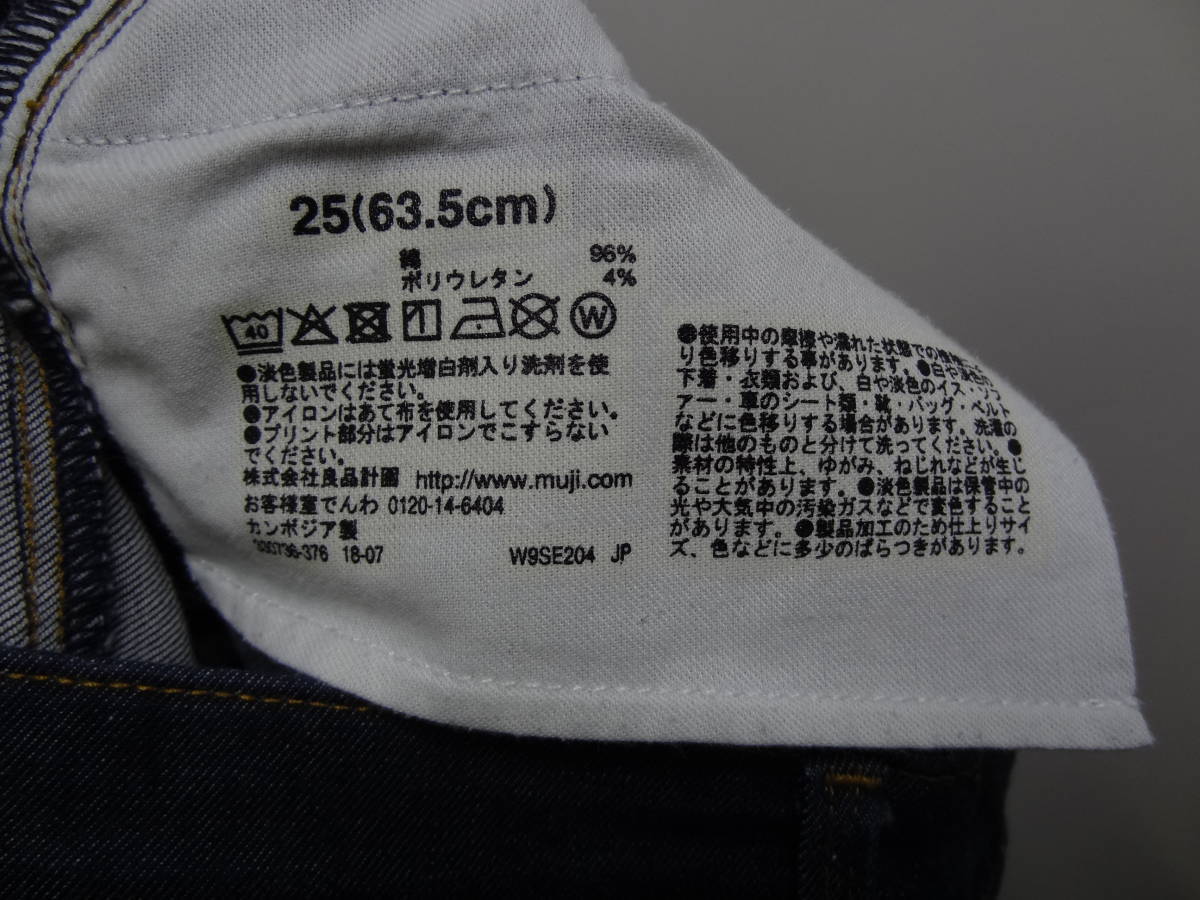 25(63.5cm)
綿 96%
ポリウレタン 4%
40 W
●淡色製品には蛍光増白剤入り洗剤を使
用しないでください。
●アイロンはあて布を使用してください。
●プリント部分はアイロンでこすらない
でください。
株式会社良品計画 http://www.muji.com
お客様室でんわ 0120-14-6404
カンボジア製
736-376 18-07 W9SE204 JP
●使用中の摩擦や濡れた状態での
り色移りする事があります。●白や淡色
下着・衣類および、白や淡色のイス・ソフ
ァー・車のシート類・靴・バッグ・ベルト
などに色移りする場合があります。洗濯の
際は他のものと分けて洗ってください。●
素材の特性上、ゆがみ、ねじれなどが生じ
ることがあります。●淡色製品は保管中の
光や大気中の汚染ガスなどで変色すること
があります。●製品加工のため仕上りサイ
ズ、色などに多少のばらつきがあります。